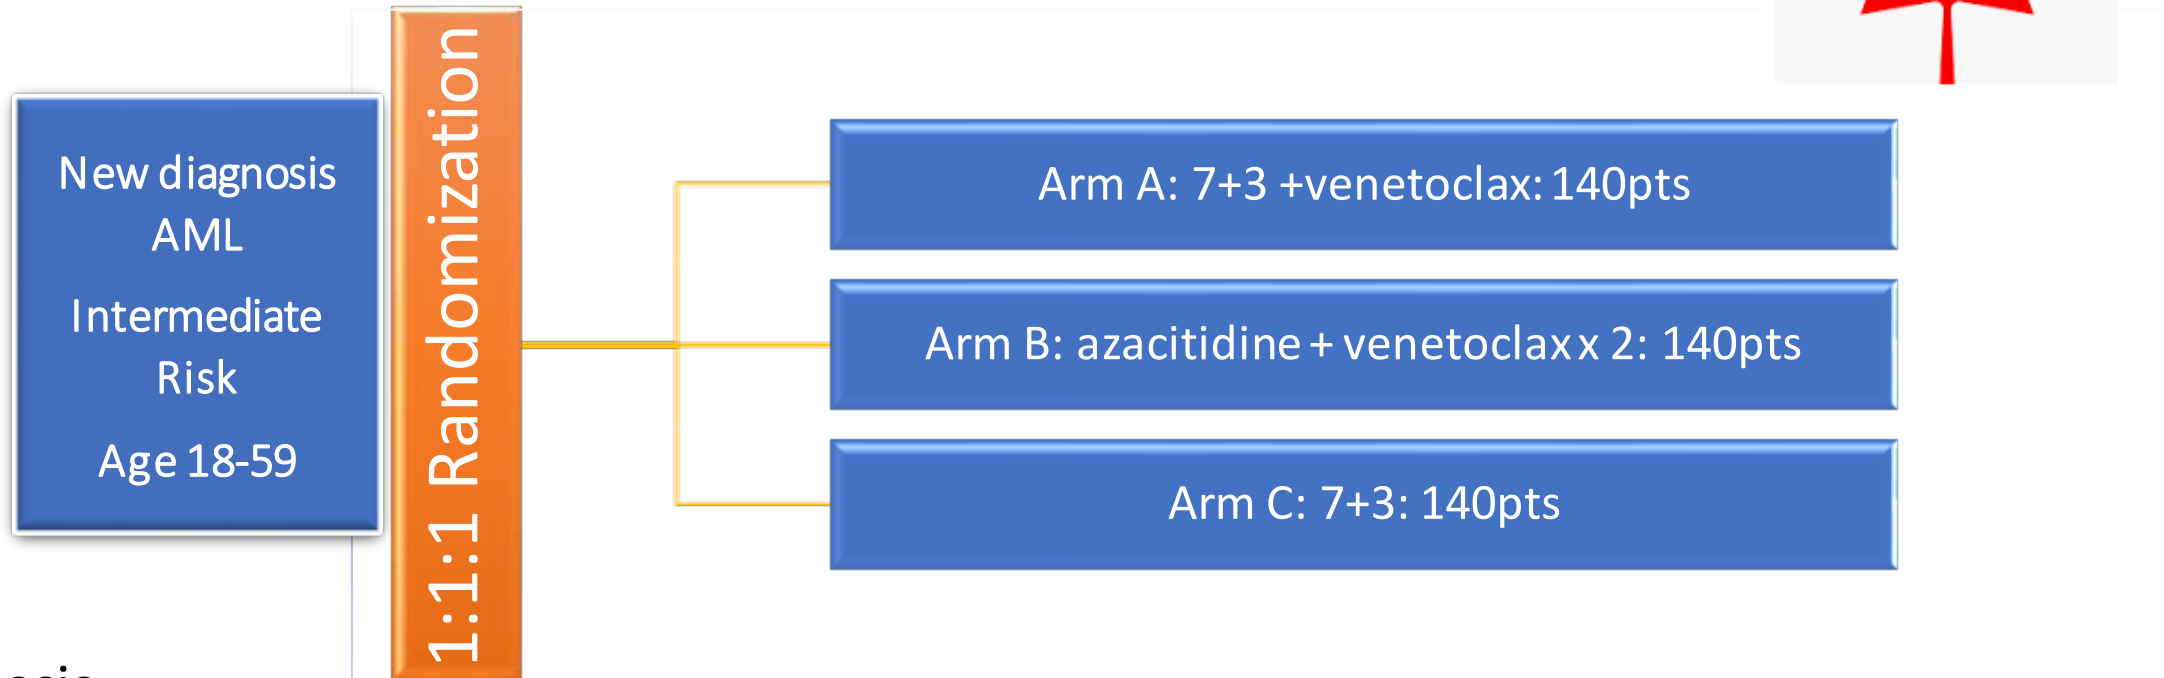 New diagnosis
AML
Intermediate
Risk
Age 18-59
1:1:1 Randomization
Arm A: 7+3 +venetoclax: 140pts
Arm B: azacitidine + venetoclax x 2: 140pts
Arm C: 7+3: 140pts